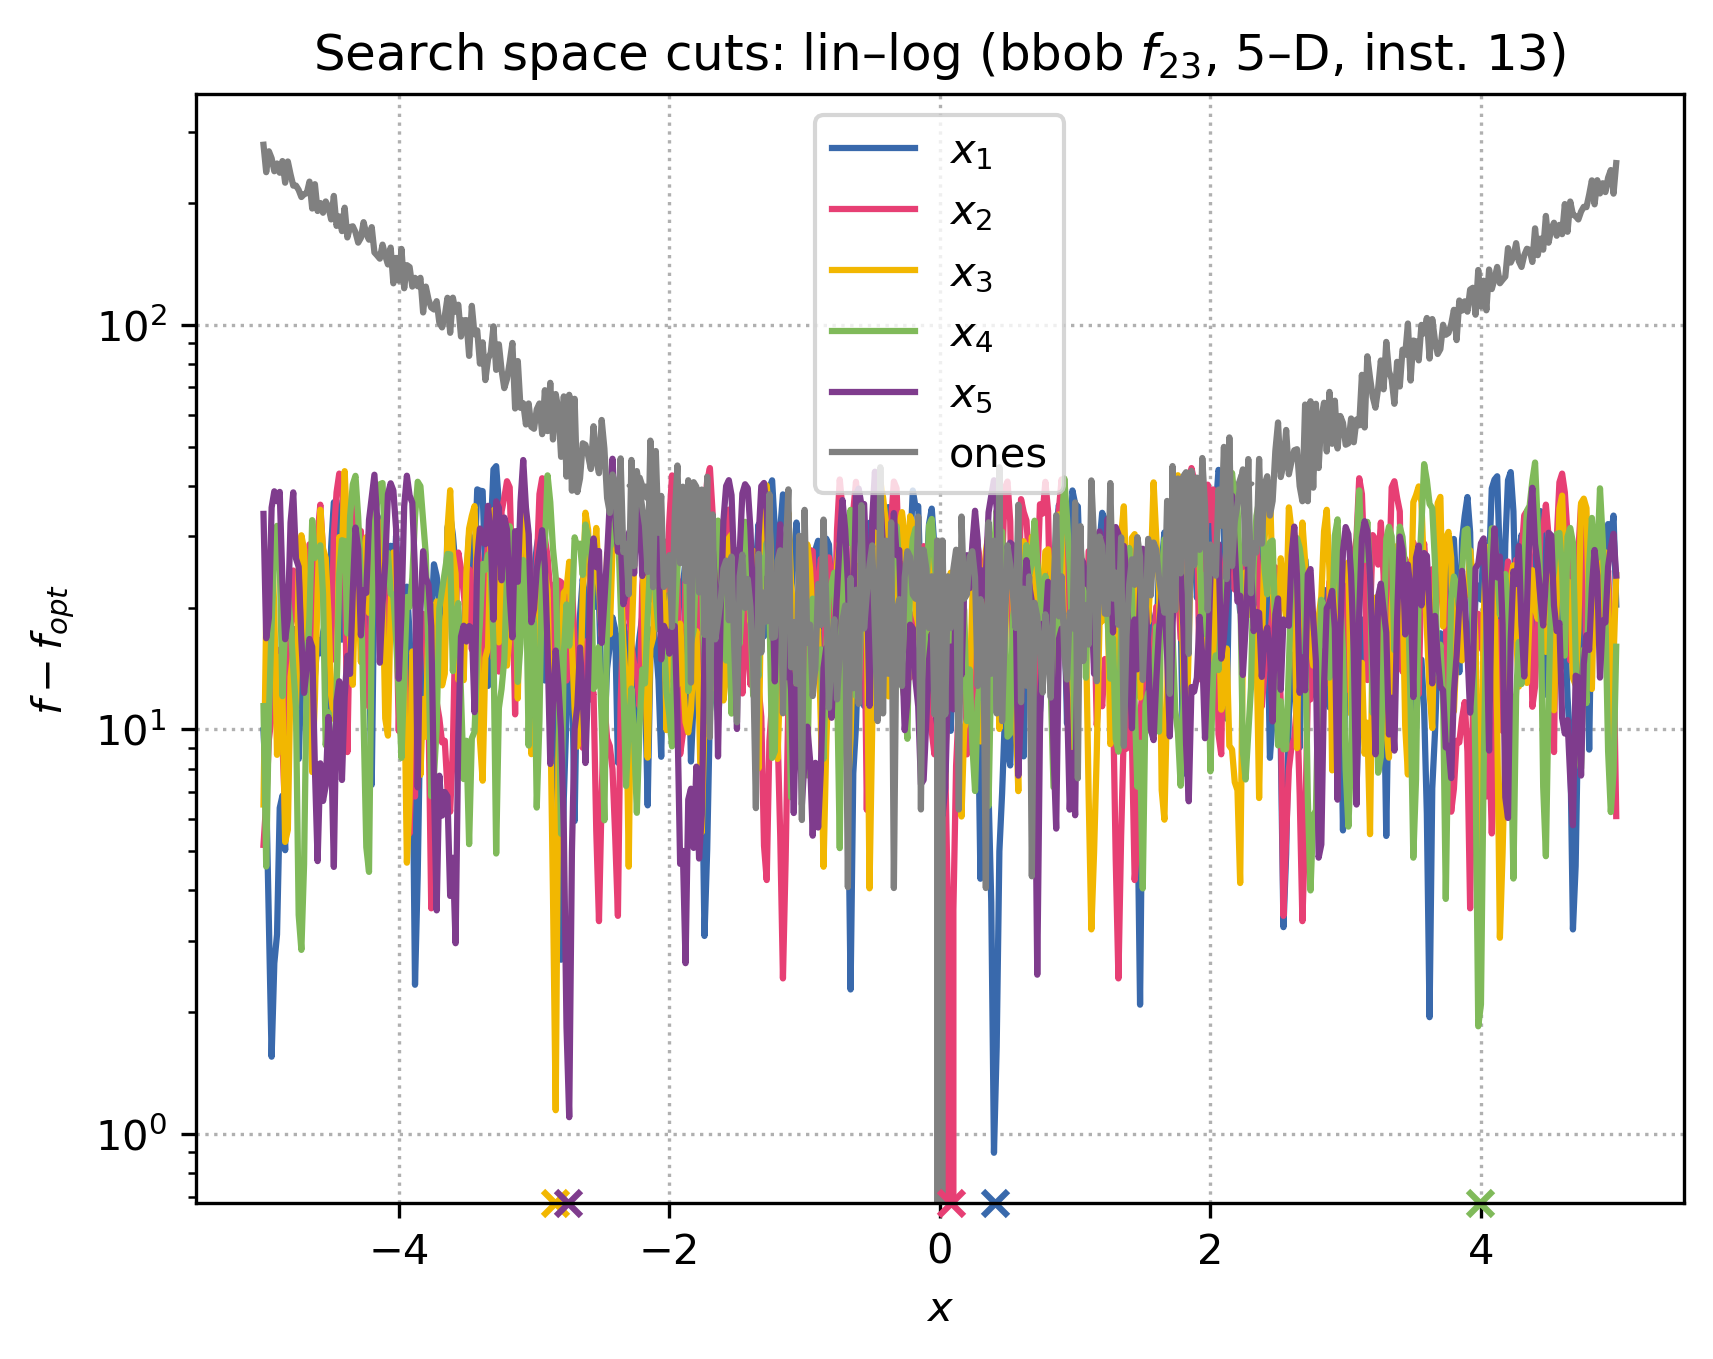 Search space cuts: lin–log (bbob f₂₃, 5–D, inst. 13)
x₁
x₂
x₃
x₄
x₅
ones
10²
10¹
10⁰
f − f_opt
−4 −2 0 2 4
x